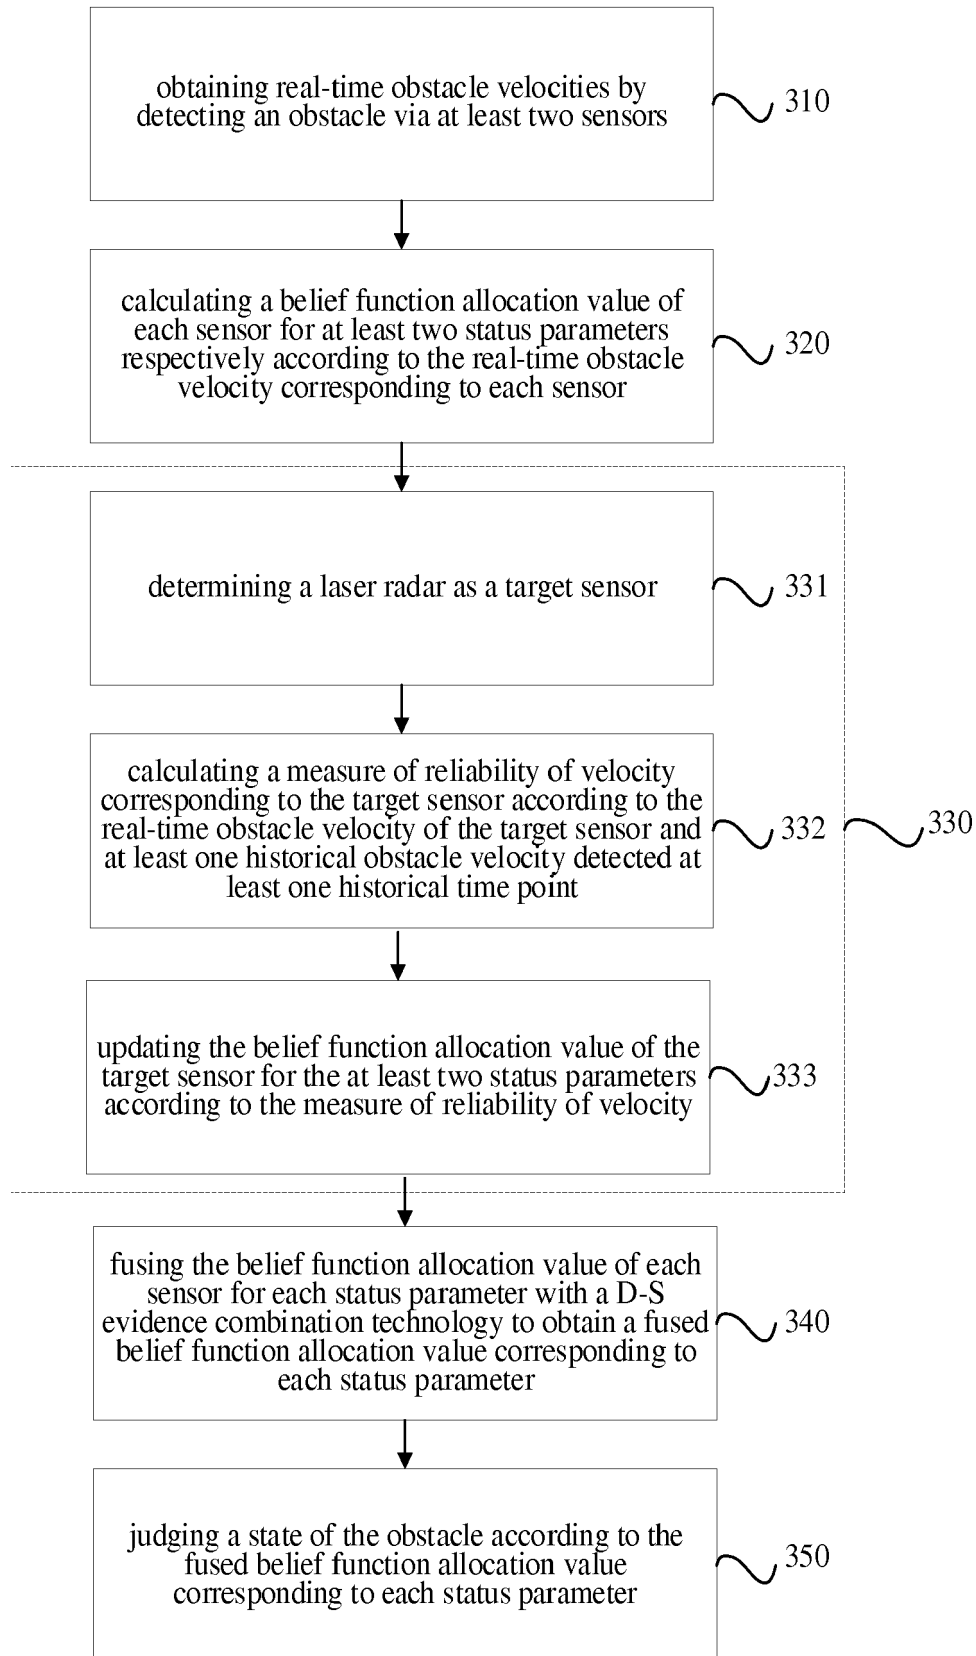 obtaining real-time obstacle velocities by
detecting an obstacle via at least two sensors
310
calculating a belief function allocation value of
each sensor for at least two status parameters
respectively according to the real-time obstacle
velocity corresponding to each sensor
320
determining a laser radar as a target sensor
331
calculating a measure of reliability of velocity
corresponding to the target sensor according to the
real-time obstacle velocity of the target sensor and
at least one historical obstacle velocity detected at
least one historical time point
332
330
updating the belief function allocation value of the
target sensor for the at least two status parameters
according to the measure of reliability of velocity
333
fusing the belief function allocation value of each
sensor for each status parameter with a D-S
evidence combination technology to obtain a fused
belief function allocation value corresponding to
each status parameter
340
judging a state of the obstacle according to the
fused belief function allocation value
corresponding to each status parameter
350